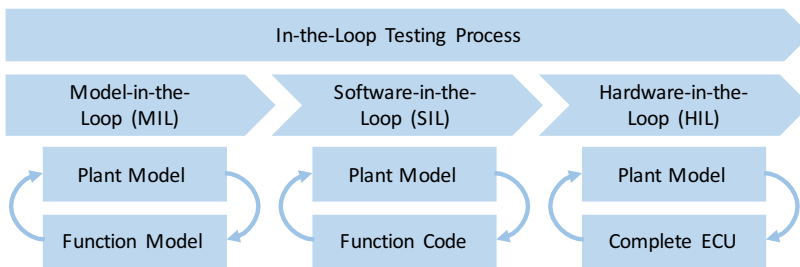 In-the-Loop Testing Process
Model-in-the-
Loop (MIL)
Software-in-the-
Loop (SIL)
Hardware-in-the-
Loop (HIL)
Plant Model
Plant Model
Plant Model
Function Model
Function Code
Complete ECU